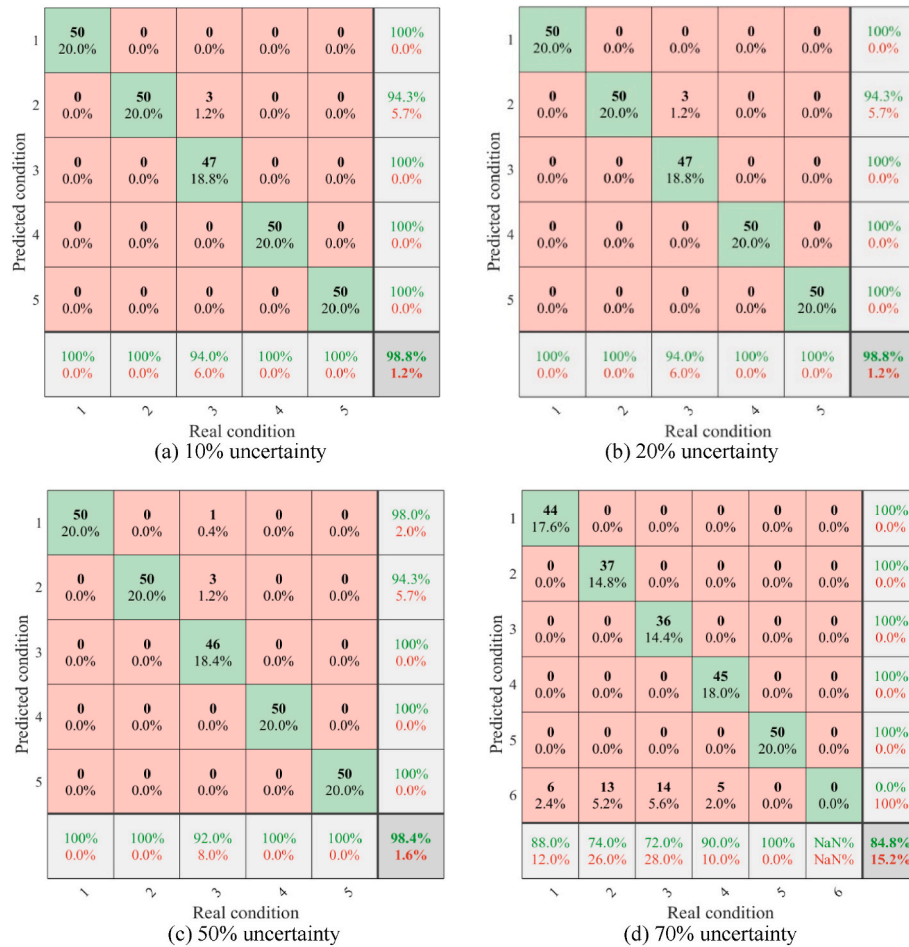 1 50 0 0 0 0 100%
20.0% 0.0% 0.0% 0.0% 0.0% 0.0%
2 0 50 3 0 0 94.3%
0.0% 20.0% 1.2% 0.0% 0.0% 5.7%
3 0 0 47 0 0 100%
0.0% 0.0% 18.8% 0.0% 0.0% 0.0%
4 0 0 0 50 0 100%
0.0% 0.0% 0.0% 20.0% 0.0% 0.0%
5 0 0 0 0 50 100%
0.0% 0.0% 0.0% 0.0% 20.0% 0.0%
100% 100% 94.0% 100% 100% 98.8%
0.0% 0.0% 6.0% 0.0% 0.0% 1.2%
1 2 3 4 5
Predicted condition
Real condition
(a) 10% uncertainty
1 50 0 0 0 0 100%
20.0% 0.0% 0.0% 0.0% 0.0% 0.0%
2 0 50 3 0 0 94.3%
0.0% 20.0% 1.2% 0.0% 0.0% 5.7%
3 0 0 47 0 0 100%
0.0% 0.0% 18.8% 0.0% 0.0% 0.0%
4 0 0 0 50 0 100%
0.0% 0.0% 0.0% 20.0% 0.0% 0.0%
5 0 0 0 0 50 100%
0.0% 0.0% 0.0% 0.0% 20.0% 0.0%
100% 100% 94.0% 100% 100% 98.8%
0.0% 0.0% 6.0% 0.0% 0.0% 1.2%
1 2 3 4 5
Predicted condition
Real condition
(b) 20% uncertainty
1 50 0 1 0 0 98.0%
20.0% 0.0% 0.4% 0.0% 0.0% 2.0%
2 0 50 3 0 0 94.3%
0.0% 20.0% 1.2% 0.0% 0.0% 5.7%
3 0 0 46 0 0 100%
0.0% 0.0% 18.4% 0.0% 0.0% 0.0%
4 0 0 0 50 0 100%
0.0% 0.0% 0.0% 20.0% 0.0% 0.0%
5 0 0 0 0 50 100%
0.0% 0.0% 0.0% 0.0% 20.0% 0.0%
100% 100% 92.0% 100% 100% 98.4%
0.0% 0.0% 8.0% 0.0% 0.0% 1.6%
1 2 3 4 5
Predicted condition
Real condition
(c) 50% uncertainty
1 44 0 0 0 0 0 100%
17.6% 0.0% 0.0% 0.0% 0.0% 0.0% 0.0%
2 0 37 0 0 0 0 100%
0.0% 14.8% 0.0% 0.0% 0.0% 0.0% 0.0%
3 0 0 36 0 0 0 100%
0.0% 0.0% 14.4% 0.0% 0.0% 0.0% 0.0%
4 0 0 0 45 0 0 100%
0.0% 0.0% 0.0% 18.0% 0.0% 0.0% 0.0%
5 0 0 0 0 50 0 100%
0.0% 0.0% 0.0% 0.0% 20.0% 0.0% 0.0%
6 6 13 14 5 0 0 0.0%
2.4% 5.2% 5.6% 2.0% 0.0% 0.0% 100%
88.0% 74.0% 72.0% 90.0% 100% NaN% 84.8%
12.0% 26.0% 28.0% 10.0% 0.0% NaN% 15.2%
1 2 3 4 5 6
Predicted condition
Real condition
(d) 70% uncertainty